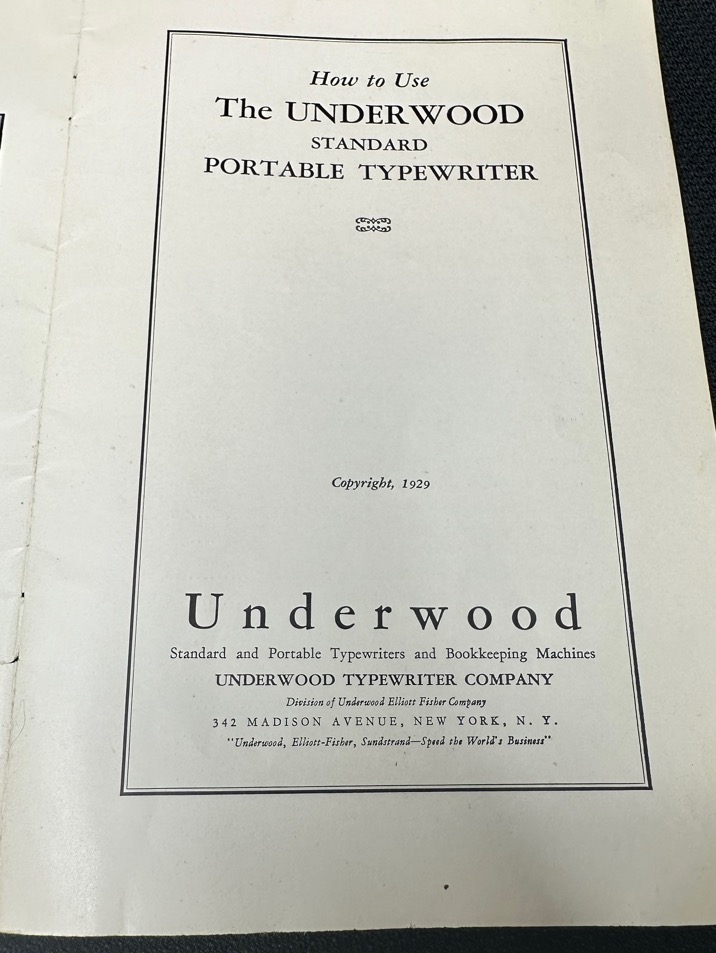 How to Use
The UNDERWOOD
STANDARD
PORTABLE TYPEWRITER
Copyright, 1929
Underwood
Standard and Portable Typewriters and Bookkeeping Machines
UNDERWOOD TYPEWRITER COMPANY
Division of Underwood Elliott Fisher Company
342 MADISON AVENUE, NEW YORK, N. Y.
"Underwood, Elliott-Fisher, Sundstrand—Speed the World's Business"